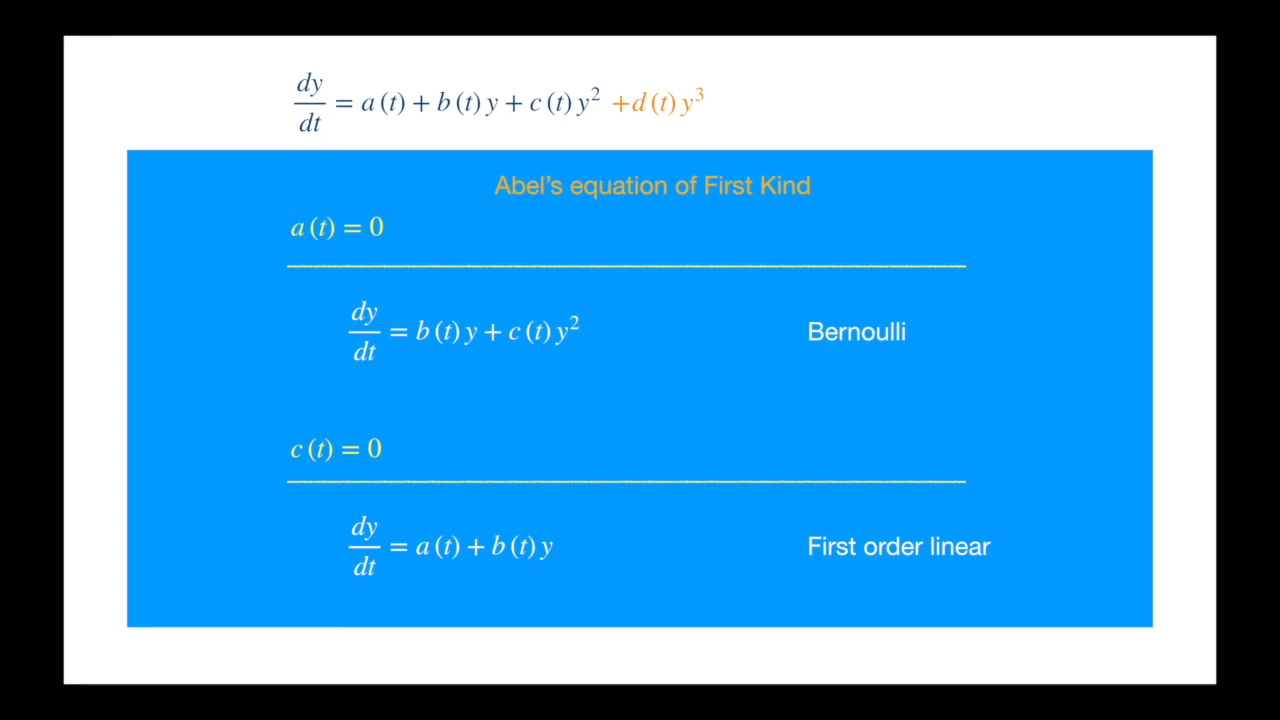 dy/dt = a (t) + b (t) y + c (t) y² +d (t) y³
Abel's equation of First Kind
a (t) = 0
dy/dt = b (t) y + c (t) y² Bernoulli
c (t) = 0
dy/dt = a (t) + b (t) y First order linear